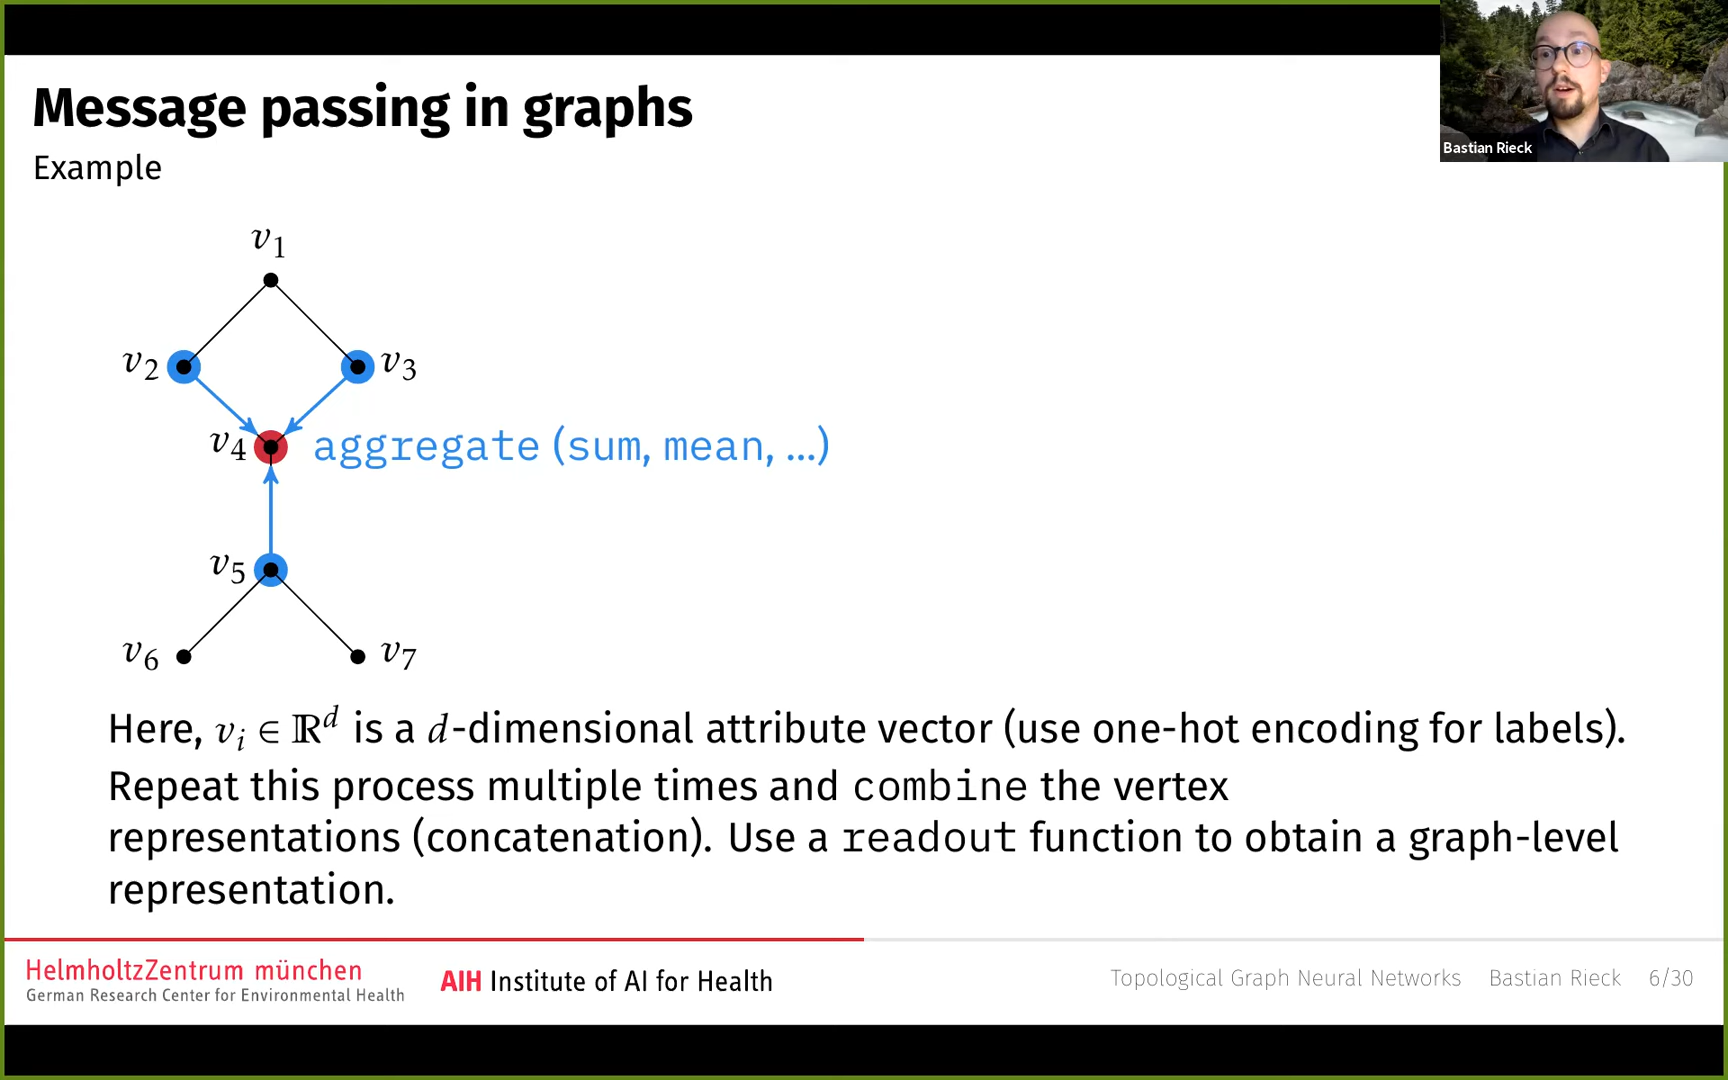 Message passing in graphs
Example
Bastian Rieck
v1
v2
v3
v4
aggregate (sum, mean, ...)
v5
v6
v7
Here, vᵢ ∈ ℝᵈ is a d-dimensional attribute vector (use one-hot encoding for labels).
Repeat this process multiple times and combine the vertex
representations (concatenation). Use a readout function to obtain a graph-level
representation.
HelmholtzZentrum münchen
German Research Center for Environmental Health
AIH Institute of AI for Health
Topological Graph Neural Networks Bastian Rieck 6/30